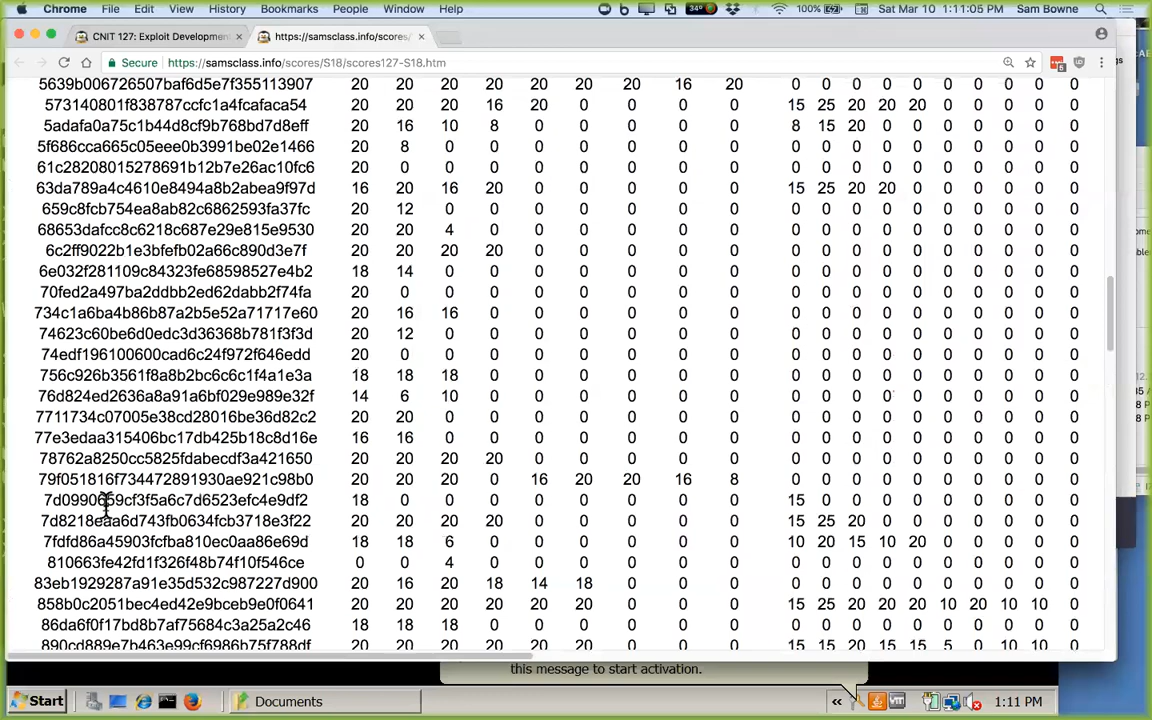 Chrome File Edit View History Bookmarks People Window Help 34° 100% Sat Mar 10 1:11:05 PM Sam Bowne
CNIT 127: Exploit Developmen × https://samsclass.info/scores/ ×
Secure https://samsclass.info/scores/S18/scores127-S18.htm
5639b006726507baf6d5e7f355113907 20 20 20 20 20 20 20 16 20 0 0 0 0 0 0 0 0 0 0
573140801f838787ccfc1a4fcafaca54 20 20 20 16 20 0 0 0 0 15 25 20 20 20 0 0 0 0 0
5adafa0a75c1b44d8cf9b768bd7d8eff 20 16 10 8 0 0 0 0 0 8 15 20 0 0 0 0 0 0 0
5f686cca665c05eee0b3991be02e1466 20 8 0 0 0 0 0 0 0 0 0 0 0 0 0 0 0 0
61c28208015278691b12b7e26ac10fc6 20 0 0 0 0 0 0 0 0 0 0 0 0 0 0 0 0 0 0
63da789a4c4610e8494a8b2abea9f97d 16 20 16 20 0 0 0 0 0 15 25 20 20 0 0 0 0 0 0
659c8fcb754ea8ab82c6862593fa37fc 20 12 0 0 0 0 0 0 0 0 0 0 0 0 0 0 0 0 0
68653dafcc8c6218c687e29e815e9530 20 20 4 0 0 0 0 0 0 0 0 0 0 0 0 0 0 0
6c2ff9022b1e3bfefb02a66c890d3e7f 20 20 20 20 0 0 0 0 0 0 0 0 0 0 0 0 0 0 0
6e032f281109c84323fe68598527e4b2 18 14 0 0 0 0 0 0 0 0 0 0 0 0 0 0 0 0 0
70fed2a497ba2ddbb2ed62dabb2f74fa 20 0 0 0 0 0 0 0 0 0 0 0 0 0 0 0 0 0 0
734c1a6ba4b86b87a2b5e52a71717e60 20 16 16 0 0 0 0 0 0 0 0 0 0 0 0 0 0 0 0
74623c60be6d0edc3d36368b781f3f3d 20 12 0 0 0 0 0 0 0 0 0 0 0 0 0 0 0 0 0
74edf196100600cad6c24f972f646edd 20 0 0 0 0 0 0 0 0 0 0 0 0 0 0 0 0 0 0
756c926b3561f8a8b2bc6c6c1f4a1e3a 18 18 18 0 0 0 0 0 0 0 0 0 0 0 0 0 0 0 0
76d824ed2636a8a91a6bf029e989e32f 14 6 10 0 0 0 0 0 0 0 0 0 0 0 0 0 0 0 0
7711734c07005e38cd28016be36d82c2 20 20 0 0 0 0 0 0 0 0 0 0 0 0 0 0 0 0 0
77e3edaa315406bc17db425b18c8d16e 16 16 0 0 0 0 0 0 0 0 0 0 0 0 0 0 0 0 0
78762a8250cc5825fdabecdf3a421650 20 20 20 20 0 0 0 0 0 0 0 0 0 0 0 0 0 0 0
79f051816f734472891930ae921c98b0 20 20 20 0 16 20 20 16 8 0 0 0 0 0 0 0 0 0 0
18 0 0 0 0 0 0 0 0 15 0 0 0 0 0 0 0 0 0
7d8218eaa6d743fb0634fcb3718e3f22 20 20 20 20 0 0 0 0 0 15 25 20 0 0 0 0 0 0 0
7fdfd86a45903fcfba810ec0aa86e69d 18 18 6 0 0 0 0 0 0 10 20 15 10 20 0 0 0 0 0
810663fe42fd1f326f48b74f10f546ce 0 0 4 0 0 0 0 0 0 0 0 0 0 0 0 0 0 0 0
83eb1929287a91e35d532c987227d900 20 16 20 18 14 18 0 0 0 0 0 0 0 0 0 0 0 0 0
858b0c2051bec4ed42e9bceb9e0f0641 20 20 20 20 20 0 0 0 0 15 25 20 20 20 10 20 10 10 0
86da6f0f17bd8b7af75684c3a25a2c46 18 18 18 0 0 0 0 0 0 0 0 0 0 0 0 0 0 0 0
890cd889e7b463e99cf6986b75f788df 20 20 20 20 20 0 0 0 0 15 15 20 15 15 5 0 10 10 0
this message to start activation.
Start Documents « 1:11 PM